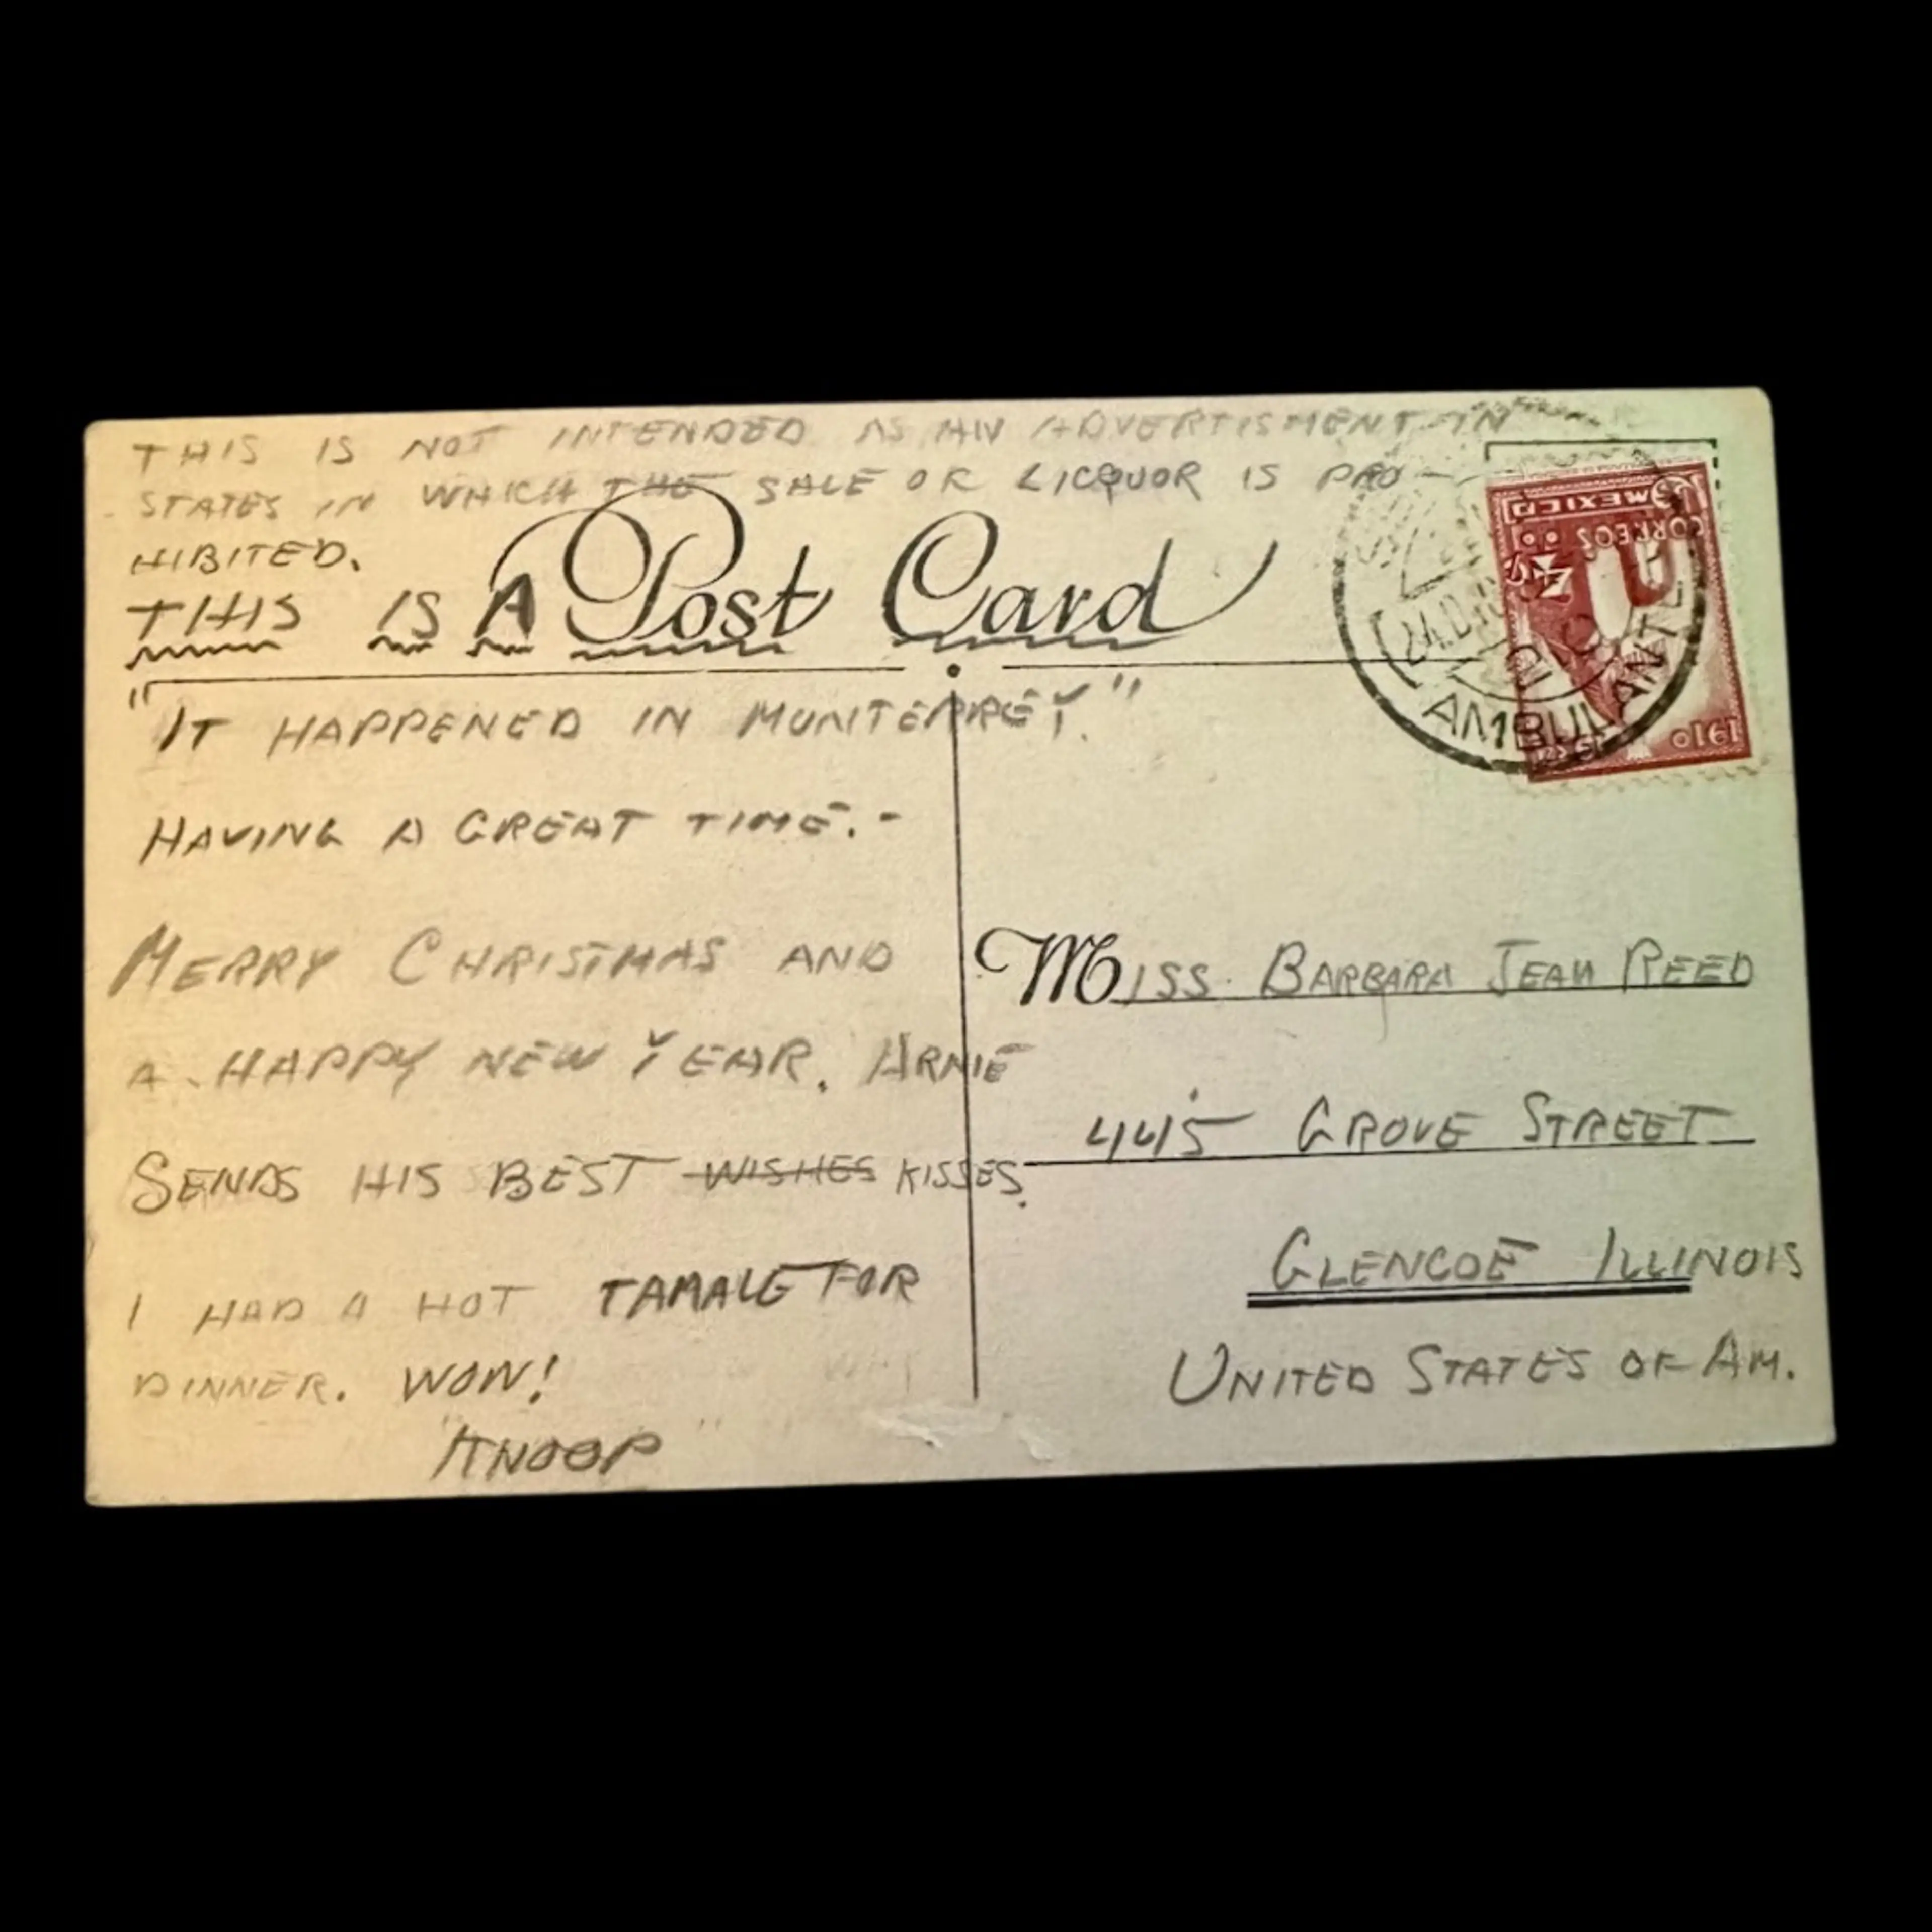 THIS IS NOT INTENDED AS AN ADVERTISMENT IN
STATES IN WHICH THE SALE OR LICQUOR IS PRO-
HIBITED.
THIS IS A Post Card
"IT HAPPENED IN MUNTERREY."
HAVING A GREAT TIME.-
MERRY CHRISTMAS AND
A HAPPY NEW YEAR. ARNIE
SENDS HIS BEST WISHES KISSES.
I HAD A HOT TAMALE FOR
DINNER. WOW!
"KNOOP"
CORREOS
MEXICO
1910
AMBULANTE
MISS BARBARA JEAN REED
445 GROVE STREET
GLENCOE ILLINOIS
UNITED STATES OF AM.